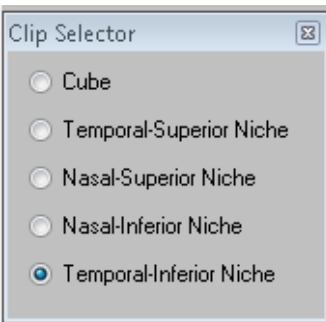 Clip Selector
Cube
Temporal-Superior Niche
Nasal-Superior Niche
Nasal-Inferior Niche
Temporal-Inferior Niche